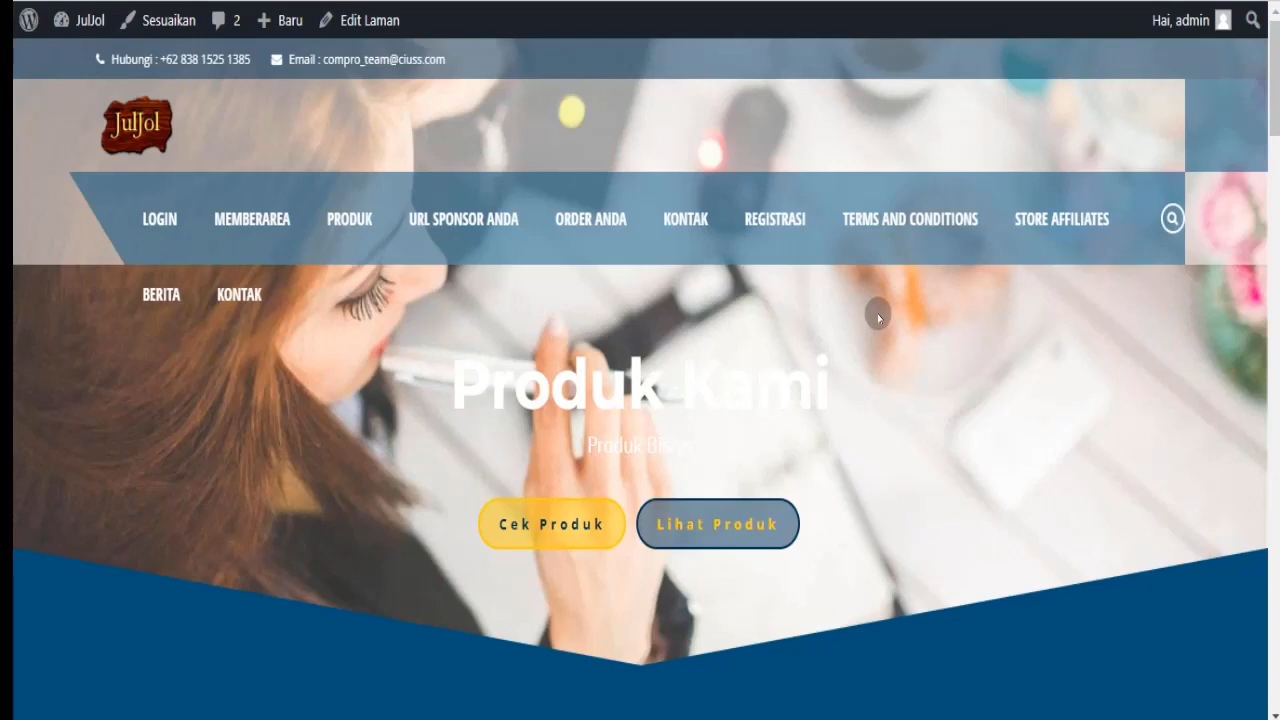 JulJol Sesuaikan 2 Baru Edit Laman Hai, admin
Hubungi : +62 838 1525 1385 Email : compro_team@ciuss.com
JulJol
LOGIN MEMBERAREA PRODUK URL SPONSOR ANDA ORDER ANDA KONTAK REGISTRASI TERMS AND CONDITIONS STORE AFFILIATES
BERITA KONTAK
Produk Kami
Produk
Cek Produk Lihat Produk